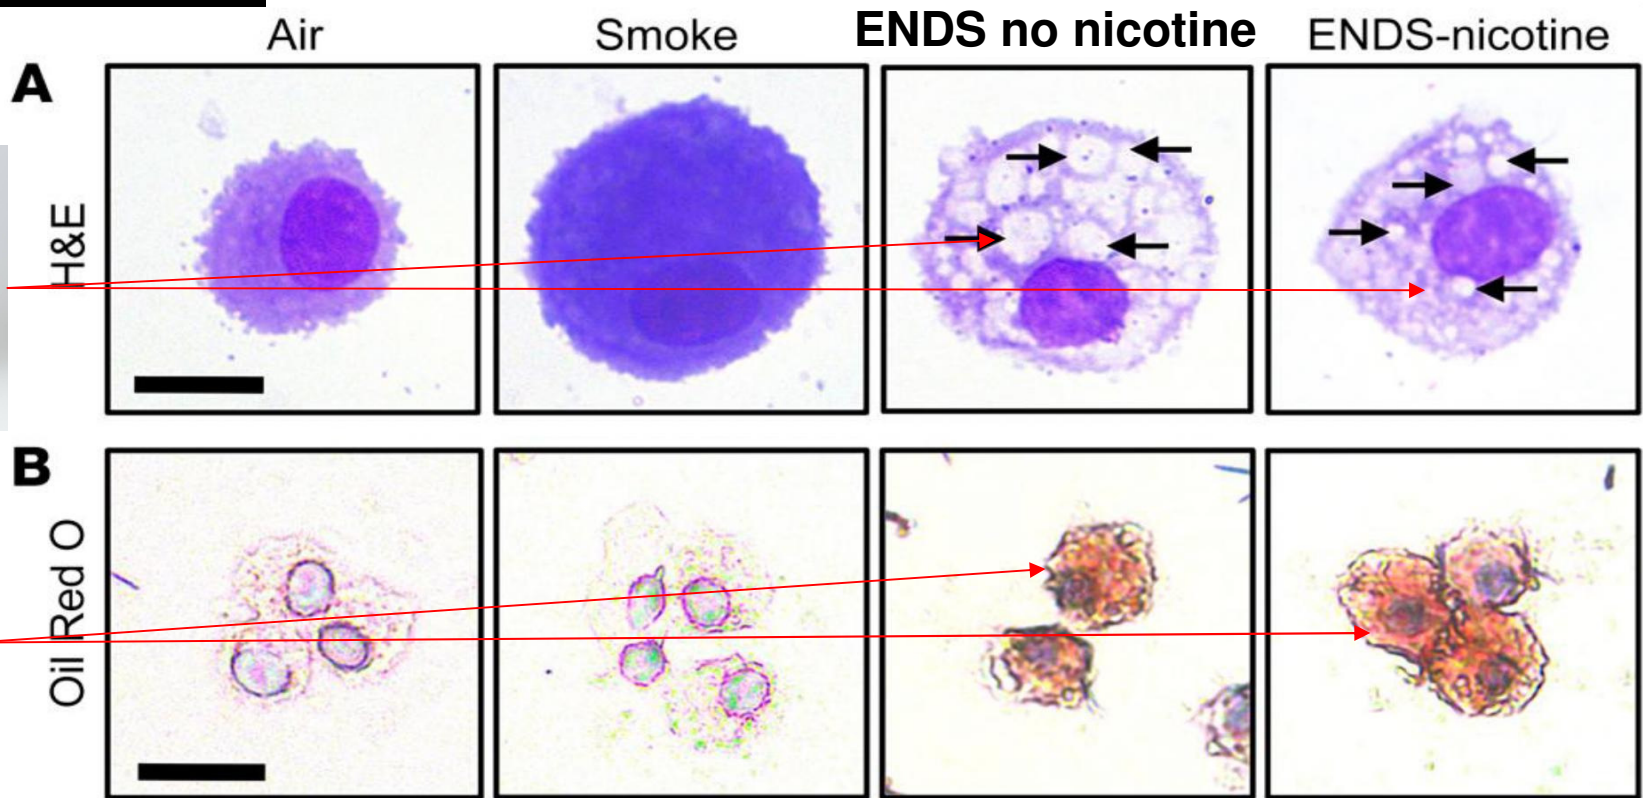 Air
Smoke
ENDS no nicotine
ENDS-nicotine
A
H&E
B
Oil Red O